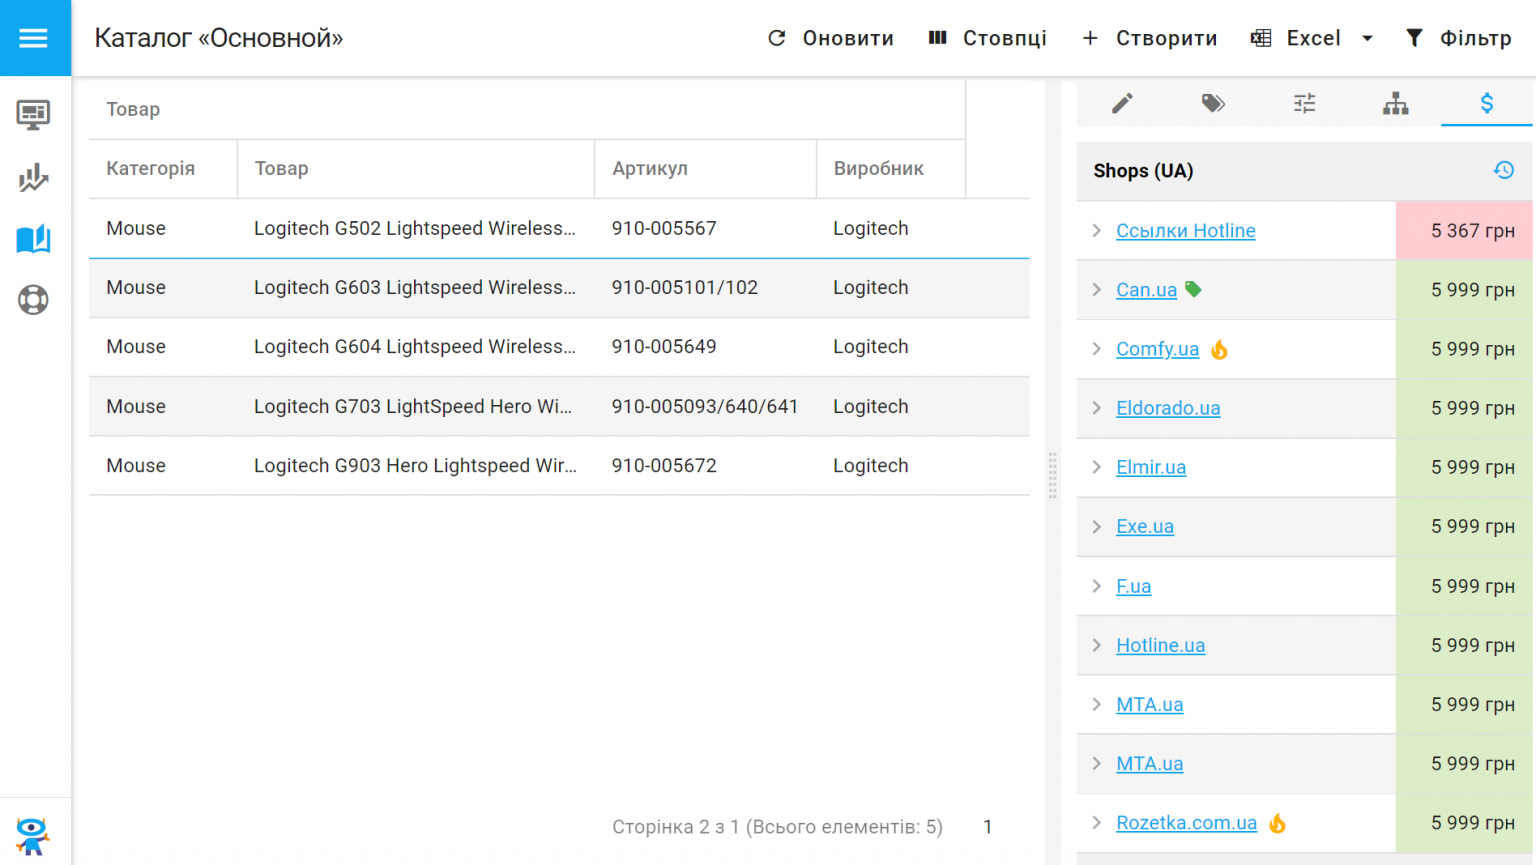 Каталог «Основной»
Оновити
Стовпці
Створити
Excel
Фільтр
Товар
Категорія Товар Артикул Виробник
Mouse Logitech G502 Lightspeed Wireless... 910-005567 Logitech
Mouse Logitech G603 Lightspeed Wireless... 910-005101/102 Logitech
Mouse Logitech G604 Lightspeed Wireless... 910-005649 Logitech
Mouse Logitech G703 LightSpeed Hero Wi... 910-005093/640/641 Logitech
Mouse Logitech G903 Hero Lightspeed Wir... 910-005672 Logitech
Сторінка 2 з 1 (Всього елементів: 5) 1
$
Shops (UA)
Ссылки Hotline 5 367 грн
Can.ua 5 999 грн
Comfy.ua 5 999 грн
Eldorado.ua 5 999 грн
Elmir.ua 5 999 грн
Exe.ua 5 999 грн
F.ua 5 999 грн
Hotline.ua 5 999 грн
MTA.ua 5 999 грн
MTA.ua 5 999 грн
Rozetka.com.ua 5 999 грн